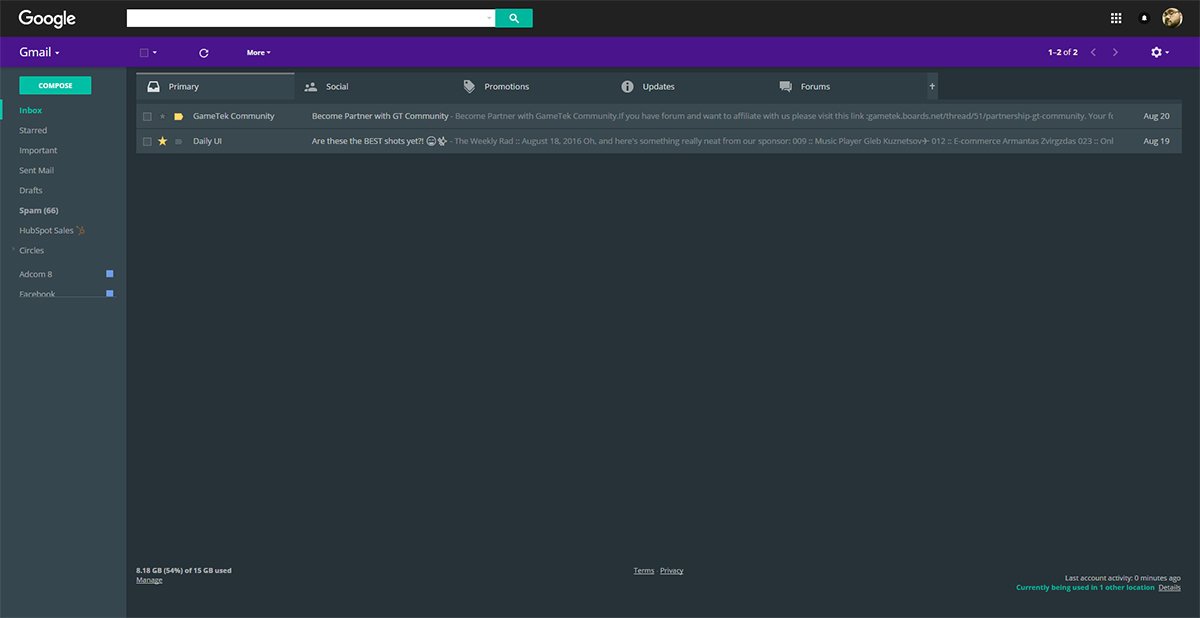 Google
Gmail
More
1–2 of 2
COMPOSE
Inbox
Starred
Important
Sent Mail
Drafts
Spam (66)
HubSpot Sales
Circles
Adcom 8
Facebook
Primary
Social
Promotions
Updates
Forums
+
GameTek Community Become Partner with GT Community - Become Partner with GameTek Community.If you have forum and want to affiliate with us please visit this link :gametek.boards.net/thread/51/partnership-gt-community. Your fo Aug 20
Daily UI Are these the BEST shots yet?! 😀💫 - The Weekly Rad :: August 18, 2016 Oh, and here's something really neat from our sponsor: 009 :: Music Player Gleb Kuznetsov✈ 012 :: E-commerce Armantas Zvirgzdas 023 :: Onl Aug 19
8.18 GB (54%) of 15 GB used
Manage
Terms - Privacy
Last account activity: 0 minutes ago
Currently being used in 1 other location Details